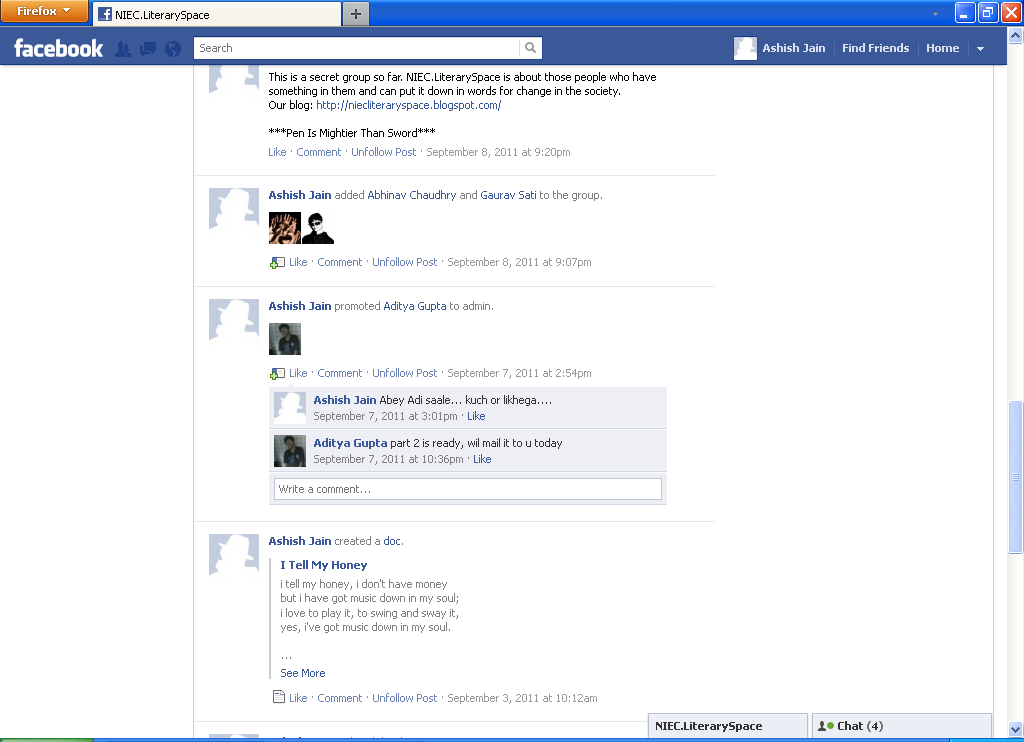 Firefox
NIEC.LiterarySpace
facebook
Search
Ashish Jain
Find Friends
Home
This is a secret group so far. NIEC.LiterarySpace is about those people who have
something in them and can put it down in words for change in the society.
Our blog: http://niecliteraryspace.blogspot.com/
***Pen Is Mightier Than Sword***
Like · Comment · Unfollow Post · September 8, 2011 at 9:20pm
Ashish Jain added Abhinav Chaudhry and Gaurav Sati to the group.
Like · Comment · Unfollow Post · September 8, 2011 at 9:07pm
Ashish Jain promoted Aditya Gupta to admin.
Like · Comment · Unfollow Post · September 7, 2011 at 2:54pm
Ashish Jain Abey Adi saale... kuch or likhega....
September 7, 2011 at 3:01pm · Like
Aditya Gupta part 2 is ready, wil mail it to u today
September 7, 2011 at 10:36pm · Like
Write a comment...
Ashish Jain created a doc.
I Tell My Honey
i tell my honey, i don't have money
but i have got music down in my soul;
i love to play it, to swing and sway it,
yes, i've got music down in my soul.
...
See More
Like · Comment · Unfollow Post · September 3, 2011 at 10:12am
NIEC.LiterarySpace
Chat (4)